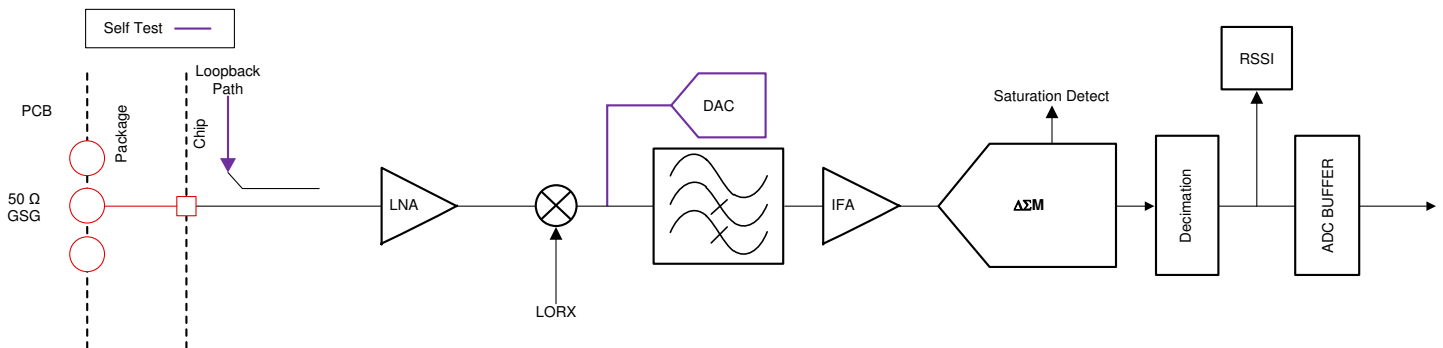 Self Test
Loopback
Path
PCB
Package
Chip
50 Ω
GSG
LNA
LORX
DAC
IFA
Saturation Detect
ΔΣM
Decimation
RSSI
ADC BUFFER